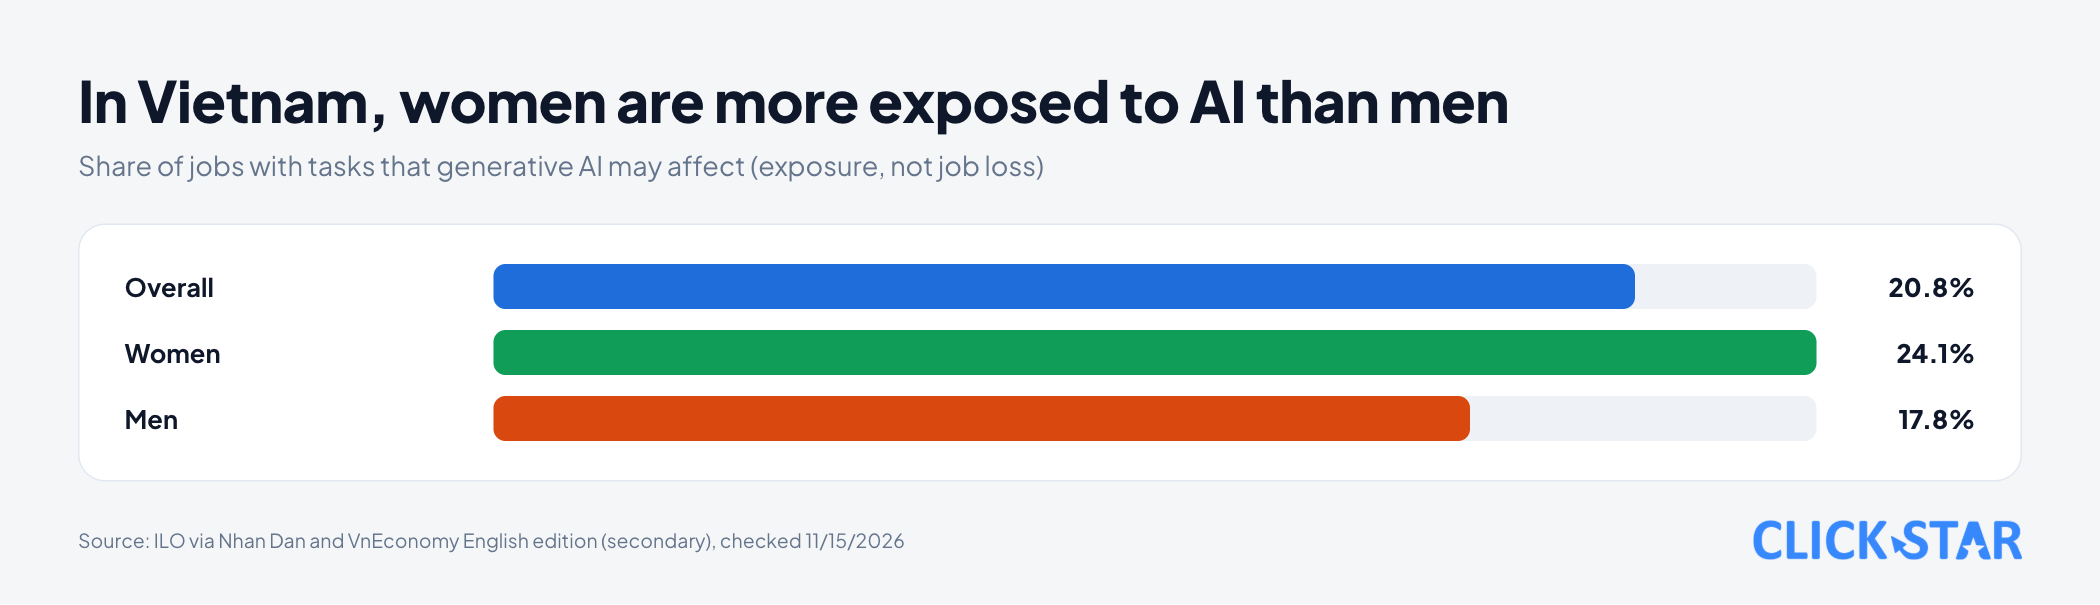 In Vietnam, women are more exposed to AI than men
Share of jobs with tasks that generative AI may affect (exposure, not job loss)
Overall 20.8%
Women 24.1%
Men 17.8%
Source: ILO via Nhan Dan and VnEconomy English edition (secondary), checked 11/15/2026
CLICK STAR